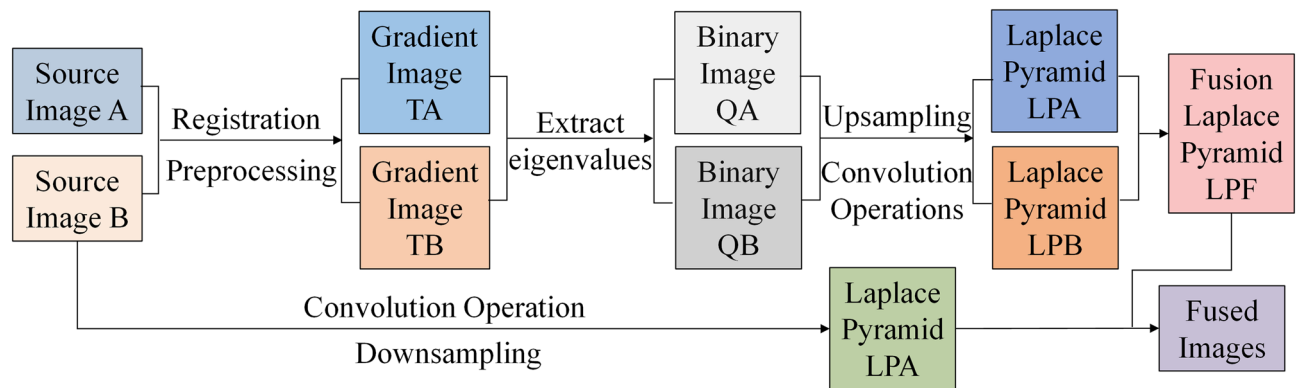 Source
Image A
Source
Image B
Registration
Preprocessing
Gradient
Image
TA
Gradient
Image
TB
Extract
eigenvalues
Binary
Image
QA
Binary
Image
QB
Upsampling
Convolution
Operations
Laplace
Pyramid
LPA
Laplace
Pyramid
LPB
Fusion
Laplace
Pyramid
LPF
Convolution Operation
Downsampling
Laplace
Pyramid
LPA
Fused
Images